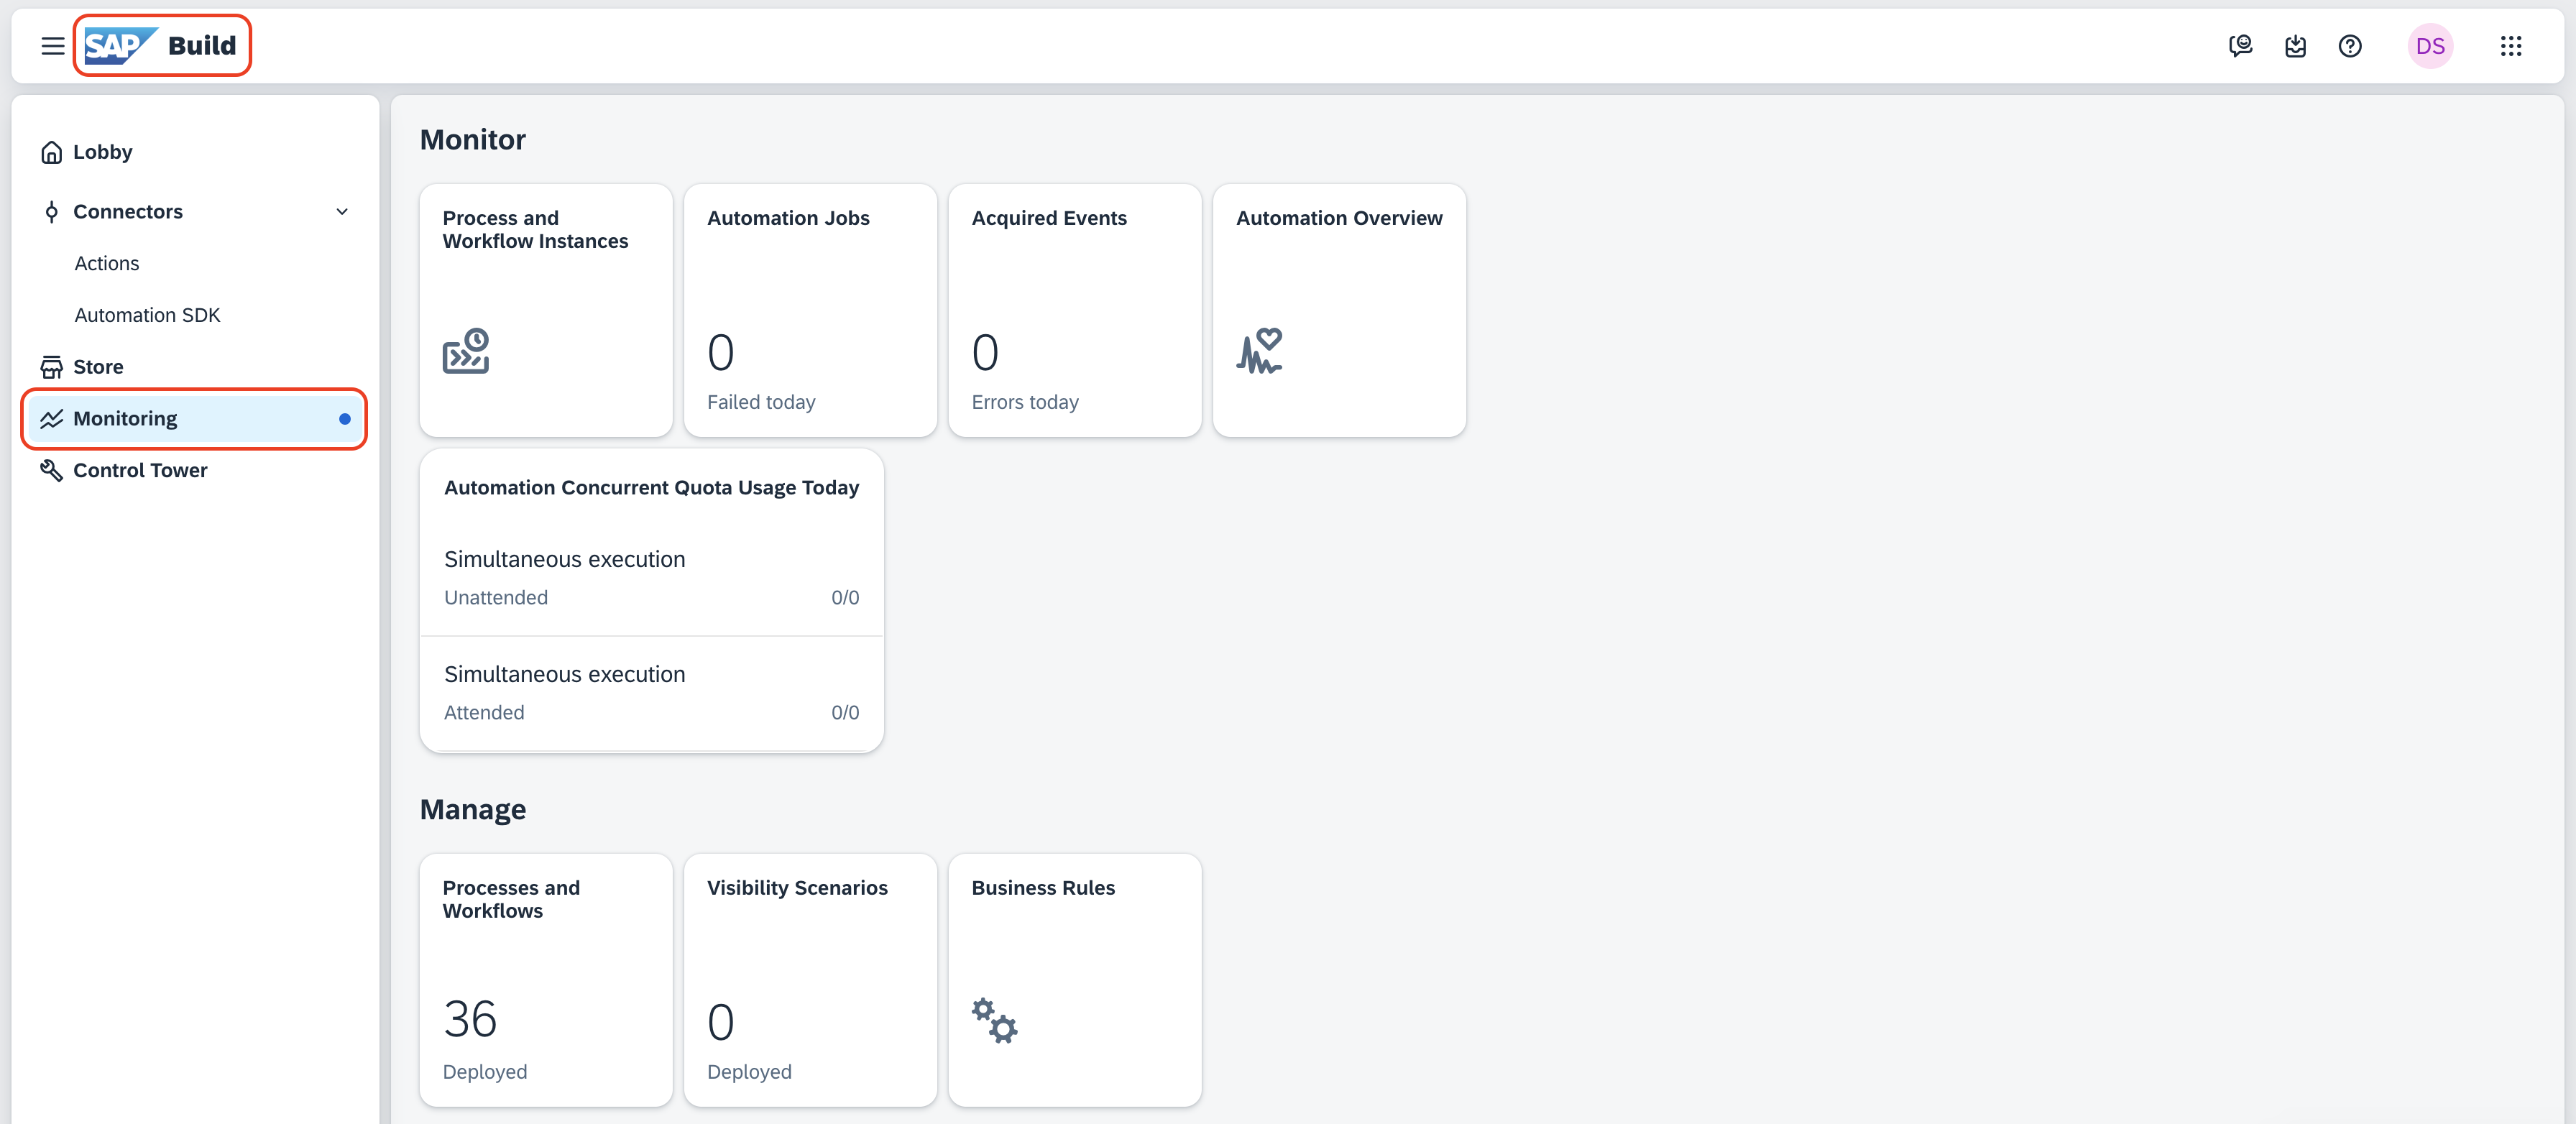 SAP Build
DS
Lobby
Connectors
Actions
Automation SDK
Store
Monitoring
Control Tower
Monitor
Process and
Workflow Instances
Automation Jobs
0
Failed today
Acquired Events
0
Errors today
Automation Overview
Automation Concurrent Quota Usage Today
Simultaneous execution
Unattended 0/0
Simultaneous execution
Attended 0/0
Manage
Processes and
Workflows
36
Deployed
Visibility Scenarios
0
Deployed
Business Rules